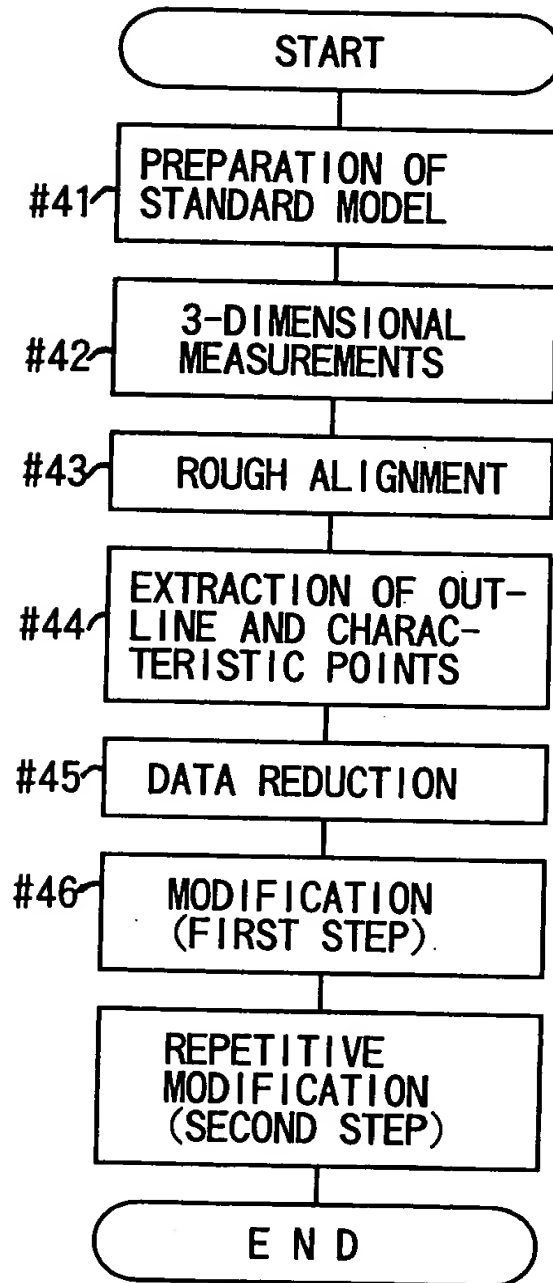 START
#41
PREPARATION OF
STANDARD MODEL
#42
3-DIMENSIONAL
MEASUREMENTS
#43
ROUGH ALIGNMENT
#44
EXTRACTION OF OUT-
LINE AND CHARAC-
TERISTIC POINTS
#45
DATA REDUCTION
#46
MODIFICATION
(FIRST STEP)
REPETITIVE
MODIFICATION
(SECOND STEP)
END